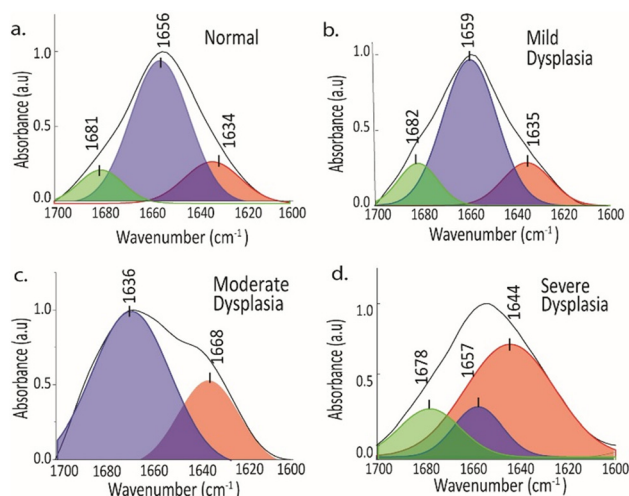 a.
Normal
Absorbance (a.u)
1.0
0.5
0.0
1681
1656
1634
1700 1680 1660 1640 1620 1600
Wavenumber (cm⁻¹)
b.
Mild
Dysplasia
Absorbance (a.u)
1.0
0.5
0.0
1682
1659
1635
1700 1680 1660 1640 1620 1600
Wavenumber (cm⁻¹)
c.
Moderate
Dysplasia
Absorbance (a.u)
1.0
0.5
0.0
1636
1668
1700 1680 1660 1640 1620 1600
Wavenumber (cm⁻¹)
d.
Severe
Dysplasia
Absorbance (a.u)
1.0
0.5
0.0
1678
1657
1644
1700 1680 1660 1640 1620 1600
Wavenumber (cm⁻¹)